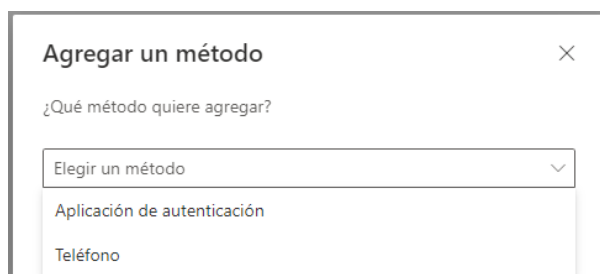 Agregar un método
¿Qué método quiere agregar?
Elegir un método
Aplicación de autenticación
Teléfono